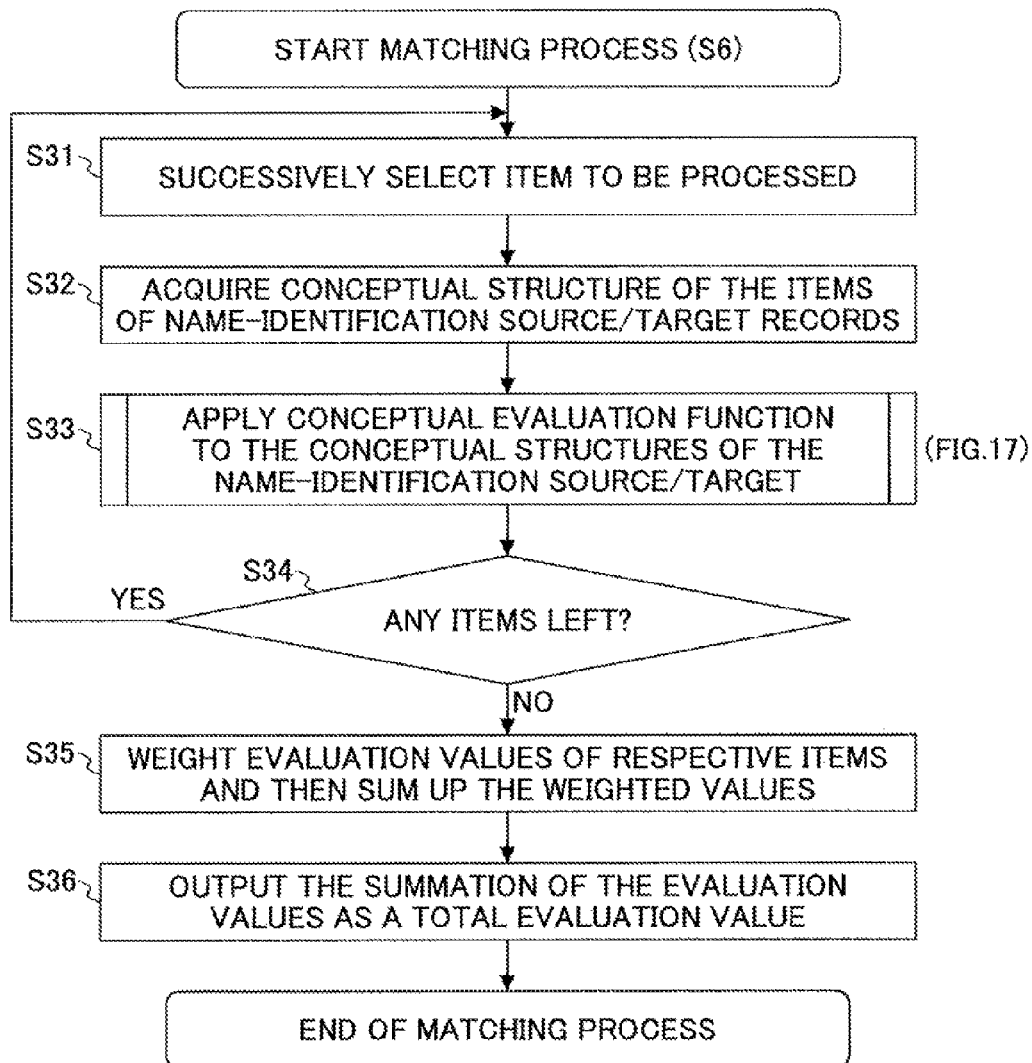 START MATCHING PROCESS (S6)
S31
SUCCESSIVELY SELECT ITEM TO BE PROCESSED
S32
ACQUIRE CONCEPTUAL STRUCTURE OF THE ITEMS
OF NAME-IDENTIFICATION SOURCE/TARGET RECORDS
S33
APPLY CONCEPTUAL EVALUATION FUNCTION
TO THE CONCEPTUAL STRUCTURES OF THE
NAME-IDENTIFICATION SOURCE/TARGET
(FIG.17)
S34
YES
ANY ITEMS LEFT?
NO
S35
WEIGHT EVALUATION VALUES OF RESPECTIVE ITEMS
AND THEN SUM UP THE WEIGHTED VALUES
S36
OUTPUT THE SUMMATION OF THE EVALUATION
VALUES AS A TOTAL EVALUATION VALUE
END OF MATCHING PROCESS